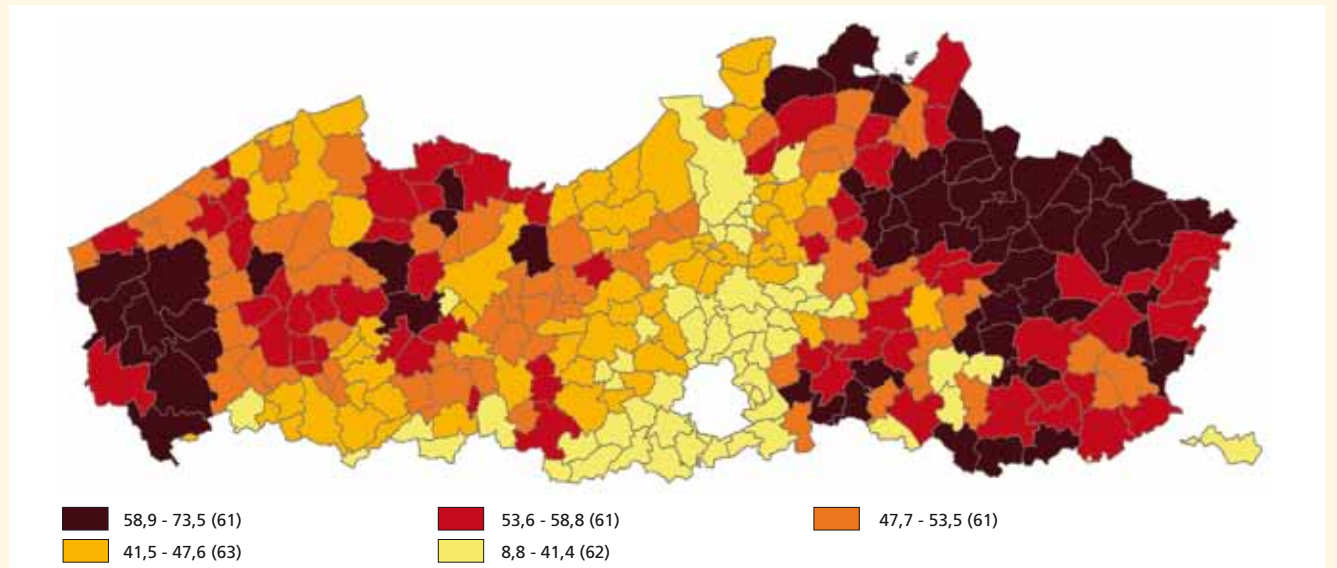 58,9 - 73,5 (61) 53,6 - 58,8 (61) 47,7 - 53,5 (61)
41,5 - 47,6 (63) 8,8 - 41,4 (62)